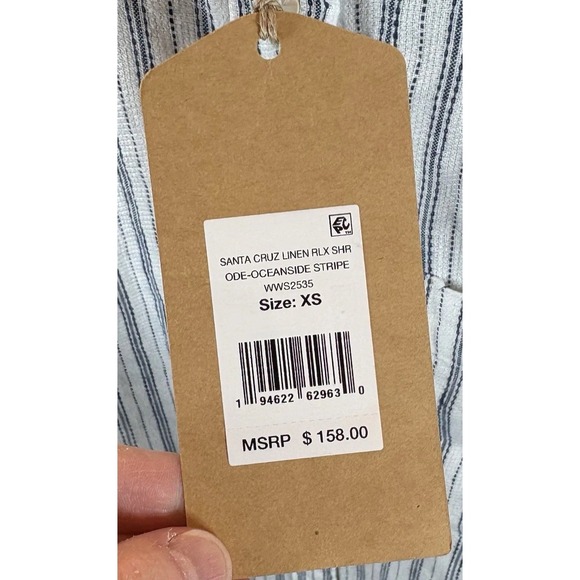 SANTA CRUZ LINEN RLX SHR
ODE-OCEANSIDE STRIPE
WWS2535
Size: XS
1 94622 62963 0
MSRP $ 158.00